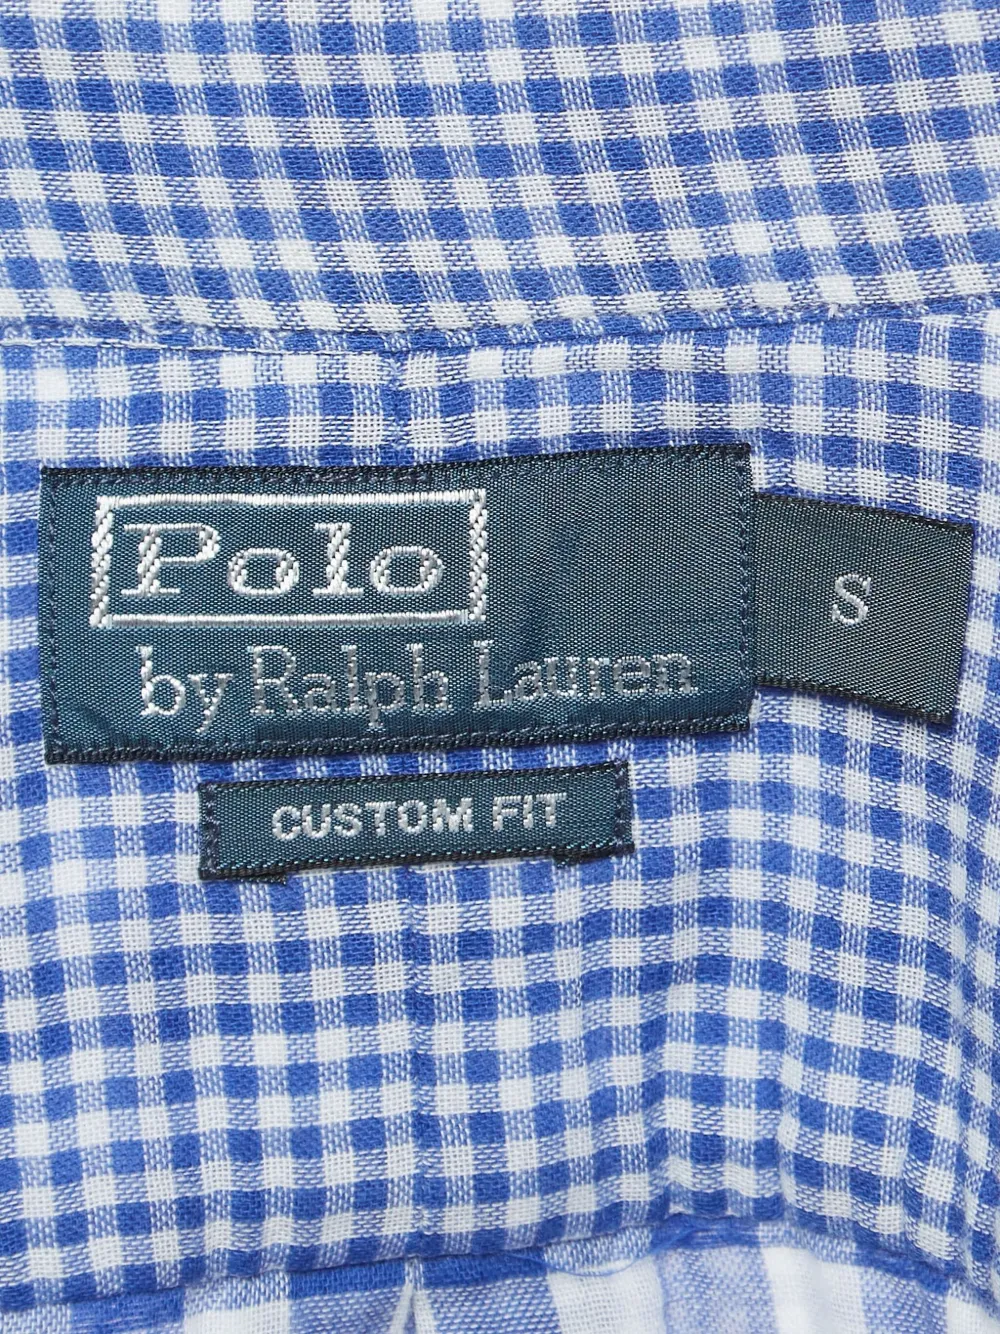 Polo
by Ralph Lauren
S
CUSTOM FIT